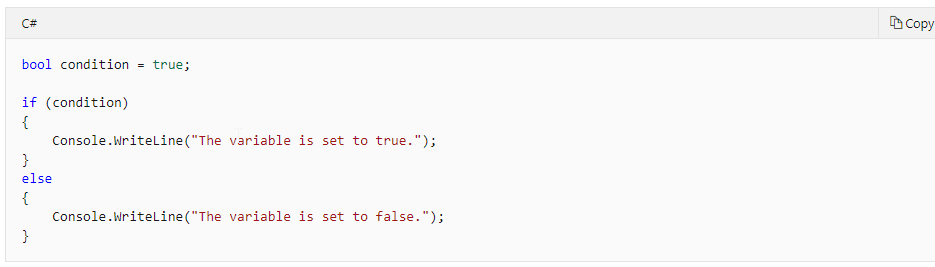 C#
Copy
bool condition = true;
if (condition)
{
    Console.WriteLine("The variable is set to true.");
}
else
{
    Console.WriteLine("The variable is set to false.");
}